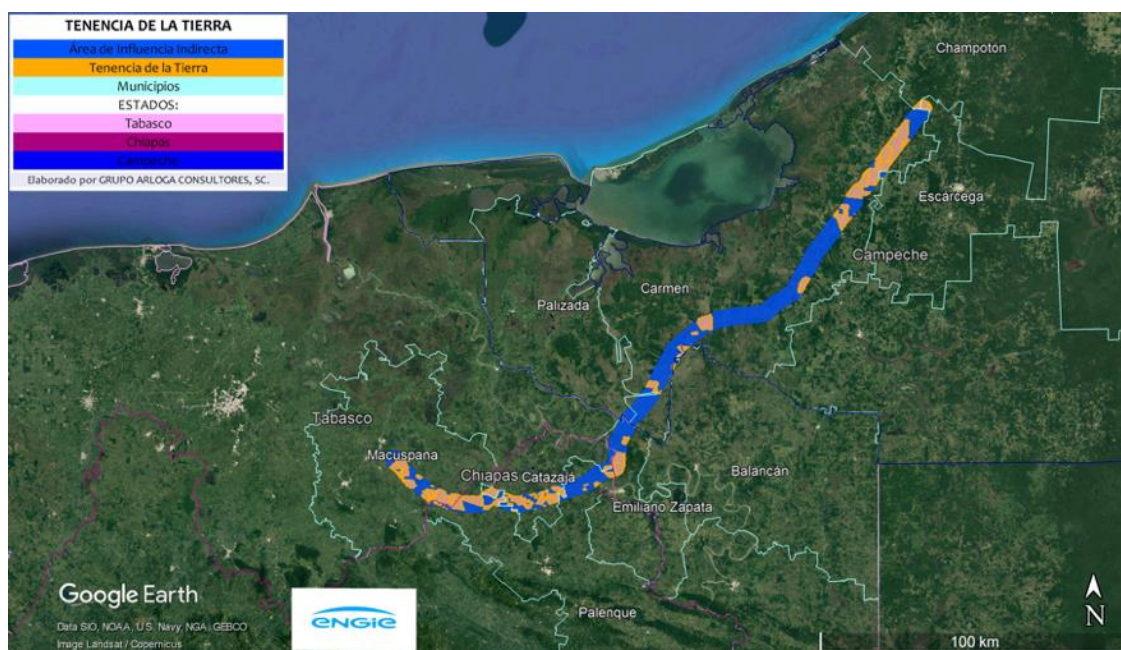 TENENCIA DE LA TIERRA
Área de Influencia Indirecta
Tenencia de la Tierra
Municipios
ESTADOS:
Tabasco
Chiapas
Campeche
Elaborado por GRUPO ARLOGA CONSULTORES, SC.
Champotón
Escárcega
Campeche
Carmen
Palizada
Tabasco
Macuspana
Chiapas Catazajá
Balancán
Emiliano Zapata
Palenque
Google Earth
Data SIO, NOAA, U.S. Navy, NGA, GEBCO
Image Landsat / Copernicus
ENGIE
N
100 km